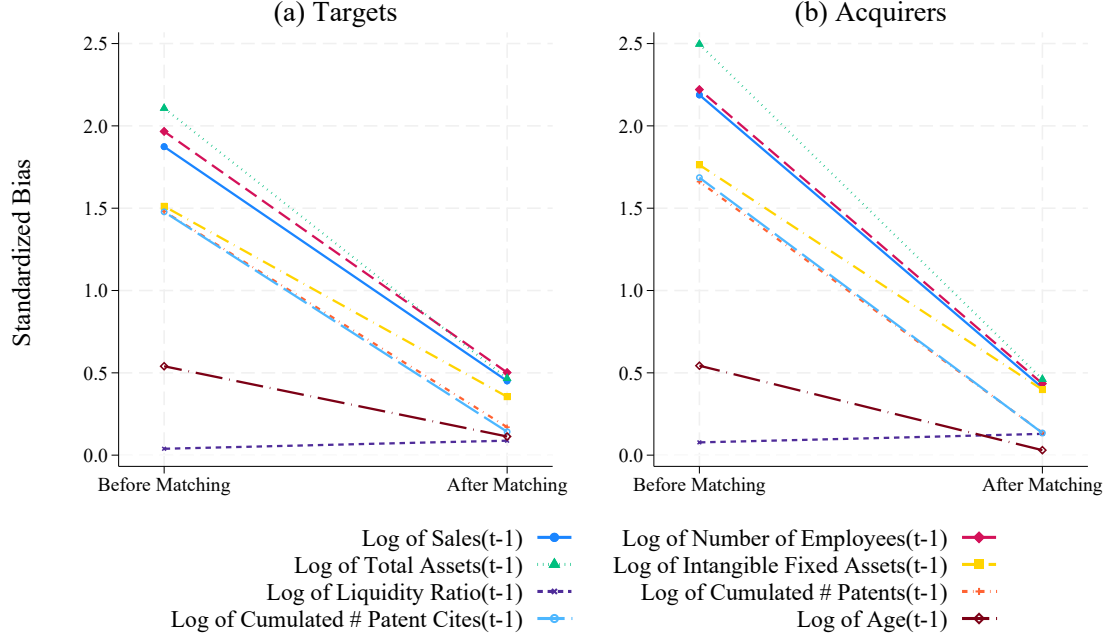 (a) Targets
(b) Acquirers
Standardized Bias
2.5
2.0
1.5
1.0
0.5
0.0
Before Matching
After Matching
2.5
2.0
1.5
1.0
0.5
0.0
Before Matching
After Matching
Log of Sales(t-1)
Log of Number of Employees(t-1)
Log of Total Assets(t-1)
Log of Intangible Fixed Assets(t-1)
Log of Liquidity Ratio(t-1)
Log of Cumulated # Patents(t-1)
Log of Cumulated # Patent Cites(t-1)
Log of Age(t-1)